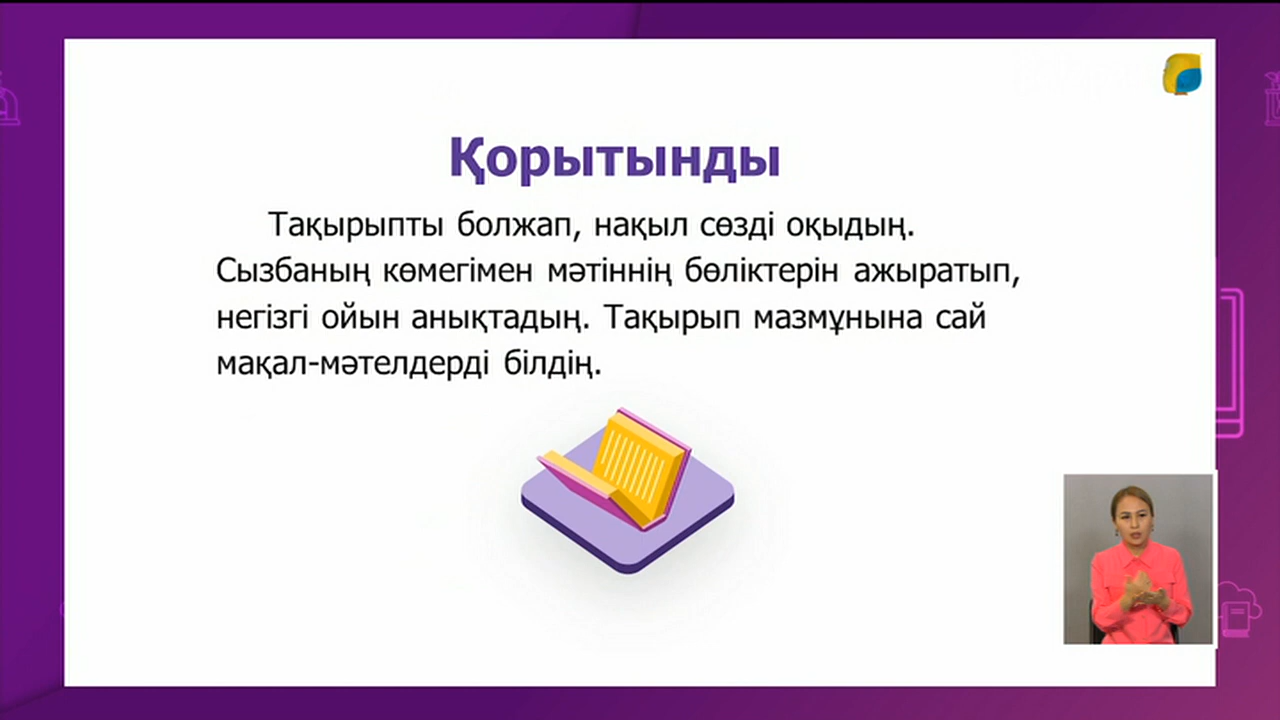 Қорытынды
Тақырыпты болжап, нақыл сөзді оқыдың.
Сызбаның көмегімен мәтіннің бөліктерін ажыратып,
негізгі ойын анықтадың. Тақырып мазмұнына сай
мақал-мәтелдерді білдің.